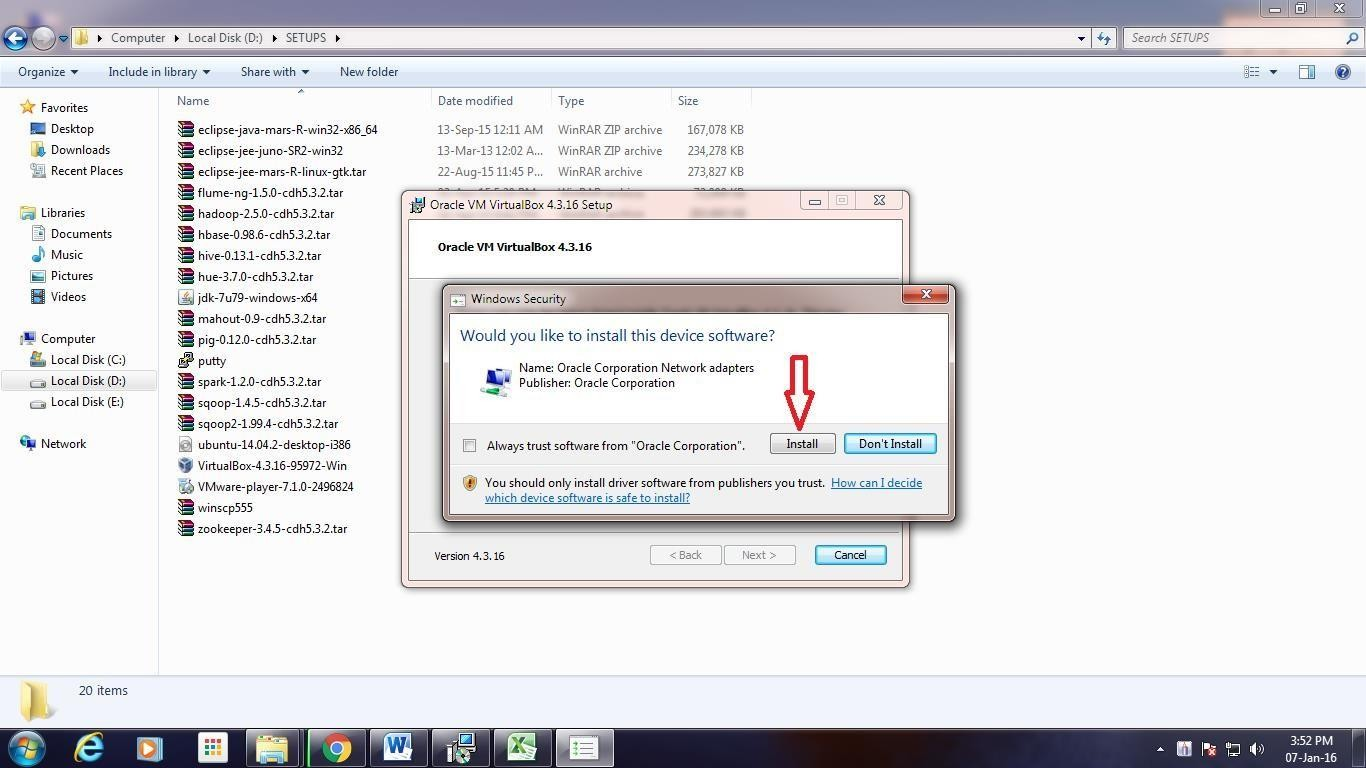 Computer Local Disk (D:) SETUPS
Search SETUPS
Organize Include in library Share with New folder
Name Date modified Type Size
Favorites
Desktop
Downloads
Recent Places
Libraries
Documents
Music
Pictures
Videos
Computer
Local Disk (C:)
Local Disk (D:)
Local Disk (E:)
Network
eclipse-java-mars-R-win32-x86_64 13-Sep-15 12:11 AM WinRAR ZIP archive 167,078 KB
eclipse-jee-juno-SR2-win32 13-Mar-13 12:02 A... WinRAR ZIP archive 234,278 KB
eclipse-jee-mars-R-linux-gtk.tar 22-Aug-15 11:45 P... WinRAR archive 273,827 KB
flume-ng-1.5.0-cdh5.3.2.tar
hadoop-2.5.0-cdh5.3.2.tar
hbase-0.98.6-cdh5.3.2.tar
hive-0.13.1-cdh5.3.2.tar
hue-3.7.0-cdh5.3.2.tar
jdk-7u79-windows-x64
mahout-0.9-cdh5.3.2.tar
pig-0.12.0-cdh5.3.2.tar
putty
spark-1.2.0-cdh5.3.2.tar
sqoop-1.4.5-cdh5.3.2.tar
sqoop2-1.99.4-cdh5.3.2.tar
ubuntu-14.04.2-desktop-i386
VirtualBox-4.3.16-95972-Win
VMware-player-7.1.0-2496824
winscp555
zookeeper-3.4.5-cdh5.3.2.tar
Oracle VM VirtualBox 4.3.16 Setup
Oracle VM VirtualBox 4.3.16
Windows Security
Would you like to install this device software?
Name: Oracle Corporation Network adapters
Publisher: Oracle Corporation
Always trust software from "Oracle Corporation". Install Don't Install
You should only install driver software from publishers you trust. How can I decide
which device software is safe to install?
Version 4.3.16 < Back Next > Cancel
20 items
3:52 PM
07-Jan-16